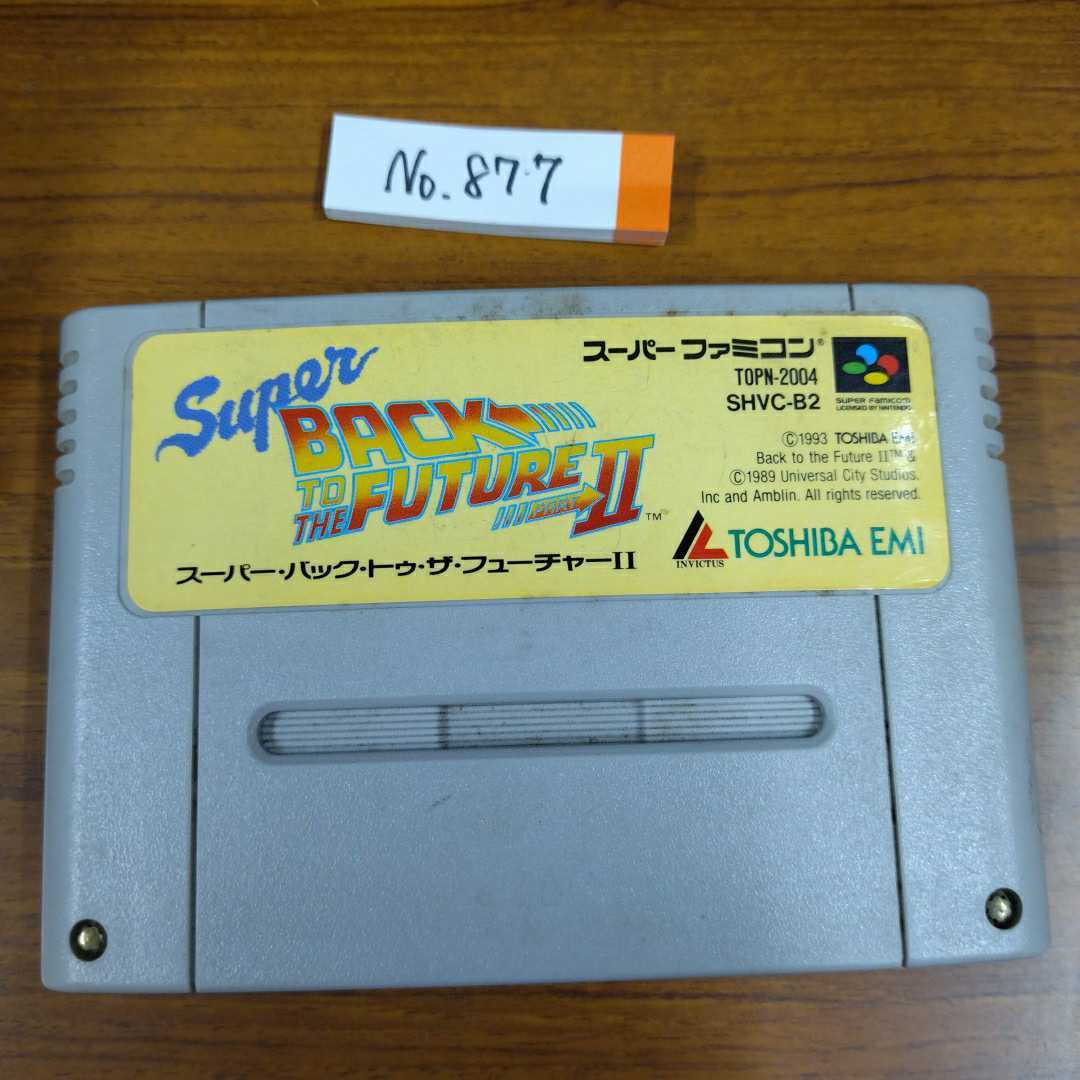 No. 877
Super
BACK
TO THE FUTURE
PART II ™
スーパー・バック・トゥ・ザ・フューチャーII
スーパーファミコン®
TOPN-2004
SHVC-B2
SUPER FAMICOM
LICENSED BY NINTENDO
©1993 TOSHIBA EMI
Back to the Future II™ &
©1989 Universal City Studios.
Inc and Amblin. All rights reserved.
INVICTUS
TOSHIBA EMI